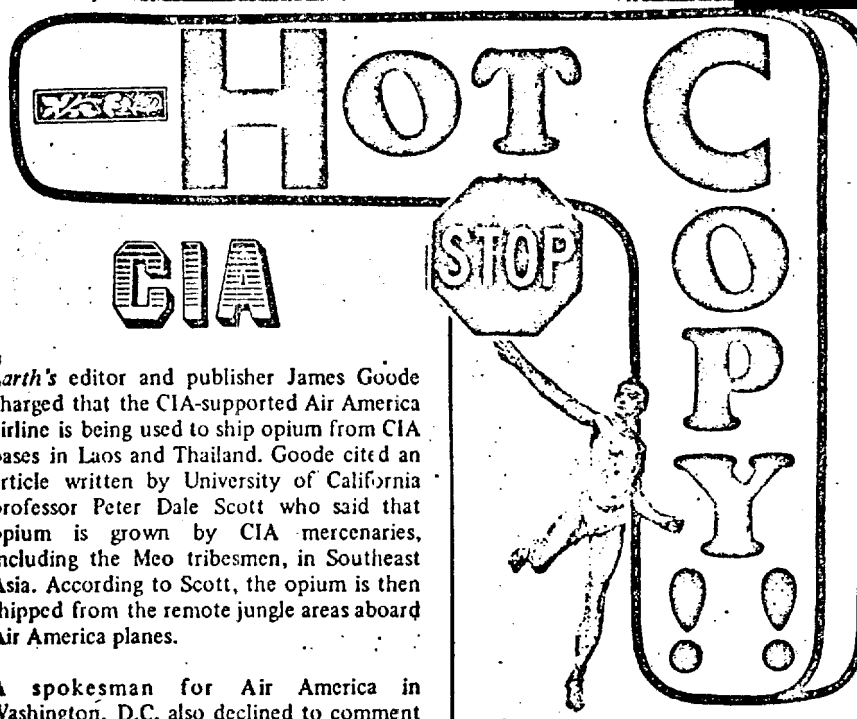 HOT COPY!!
STOP
CIA
arth's editor and publisher James Goode
harged that the CIA-supported Air America
irline is being used to ship opium from CIA
bases in Laos and Thailand. Goode cited an
rticle written by University of California
rofessor Peter Dale Scott who said that
opium is grown by CIA mercenaries,
ncluding the Meo tribesmen, in Southeast
Asia. According to Scott, the opium is then
hipped from the remote jungle areas aboard
Air America planes.
A spokesman for Air America in
Washington, D.C. also declined to comment